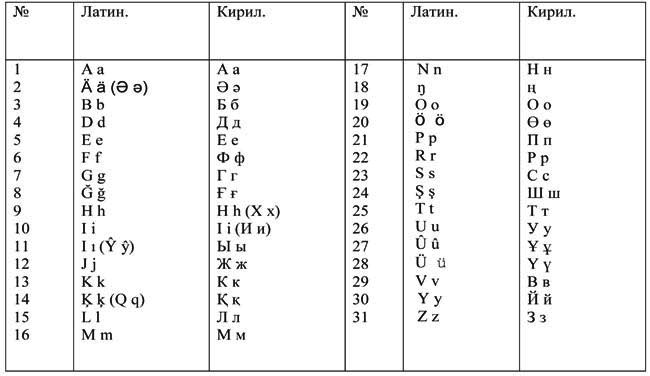 № Латин. Кирил. № Латин. Кирил.
1 A a А а 17 N n Н н
2 Ä ä (Ə ə) Ә ә 18 ŋ ң
3 B b Б б 19 O o О о
4 D d Д д 20 Ö ö Ө ө
5 E e Е е 21 P p П п
6 F f Ф ф 22 R r Р р
7 G g Г г 23 S s С с
8 Ğ ğ Ғ ғ 24 Ş ş Ш ш
9 H h H h (Х х) 25 T t Т т
10 I i I i (И и) 26 U u У у
11 I ı (Ŷ ŷ) Ы ы 27 Û û Ұ ұ
12 J j Ж ж 28 Ü ü Ү ү
13 K k К к 29 V v В в
14 Ķ ķ (Q q) Қ қ 30 Y y Й й
15 L l Л л 31 Z z З з
16 M m М м